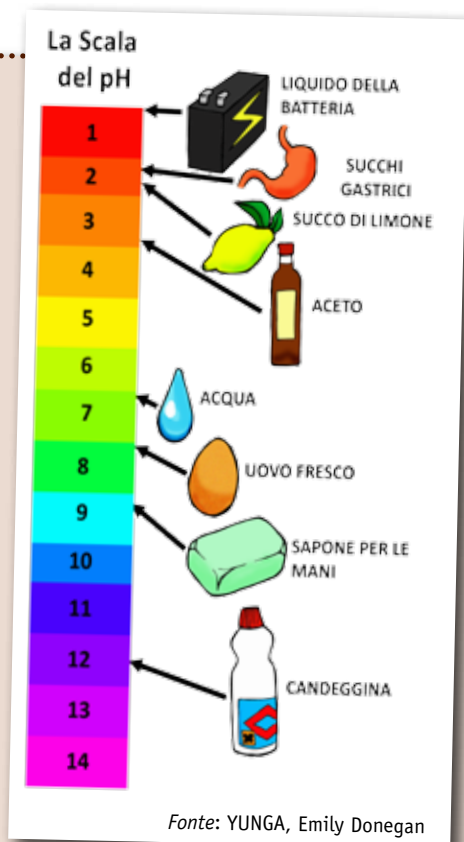 La Scala
del pH
LIQUIDO DELLA
BATTERIA
1
SUCCHI
GASTRICI
2
SUCCO DI LIMONE
3
ACETO
4
5
6
ACQUA
7
UOVO FRESCO
8
9
SAPONE PER LE
MANI
10
11
12
CANDEGGINA
13
14
Fonte: YUNGA, Emily Donegan